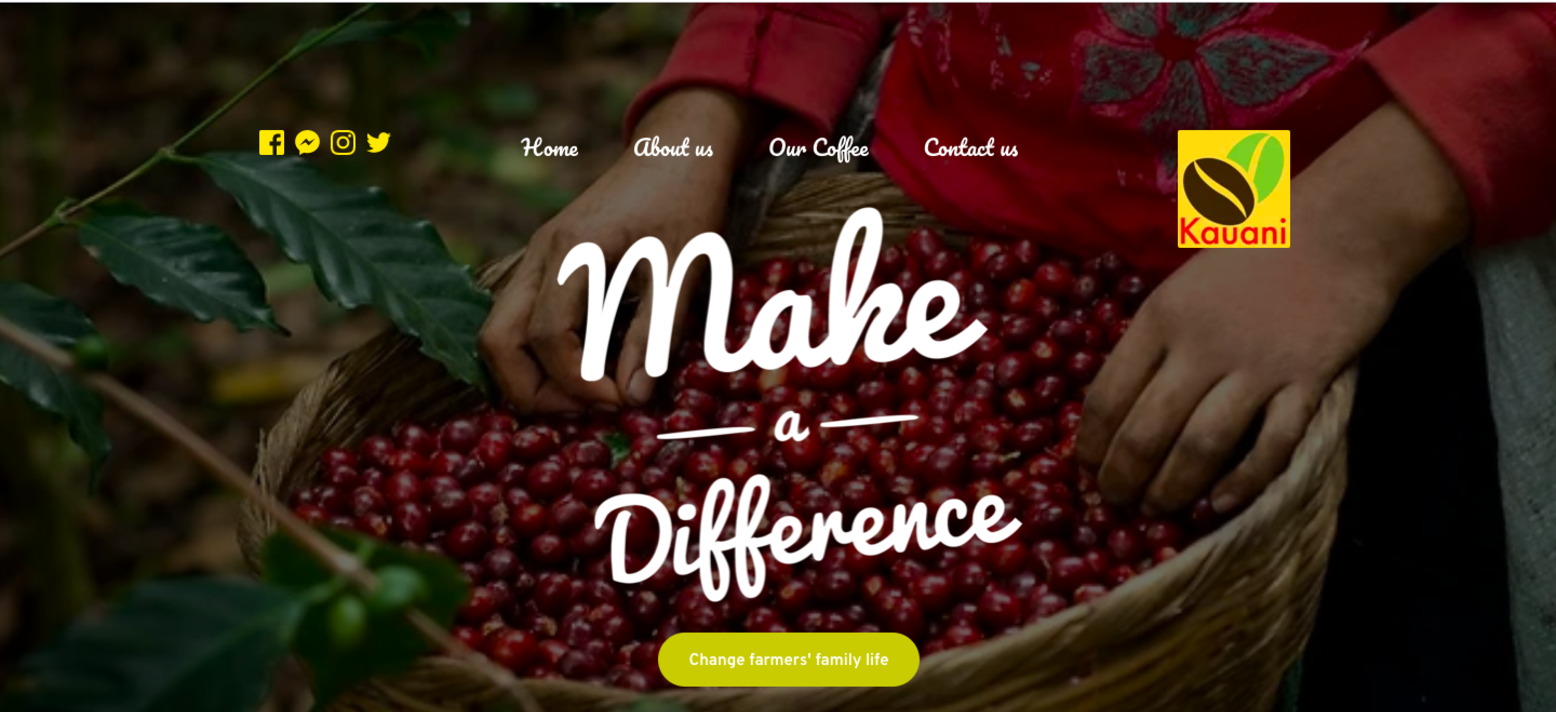 Home About us Our Coffee Contact us
Kauani
Make
a
Difference
Change farmers' family life